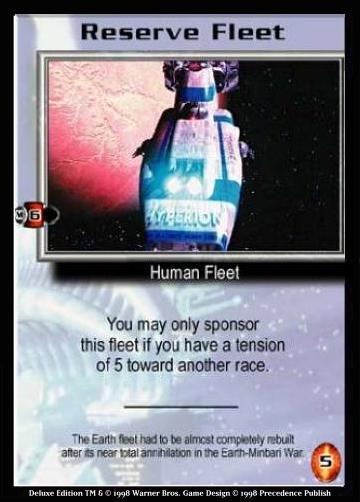 Reserve Fleet
HYPERION
6
Human Fleet
You may only sponsor
this fleet if you have a tension
of 5 toward another race.
The Earth fleet had to be almost completely rebuilt
after its near total annihilation in the Earth-Minbari War.
5
Deluxe Edition TM & © 1998 Warner Bros. Game Design © 1998 Precedence Publish